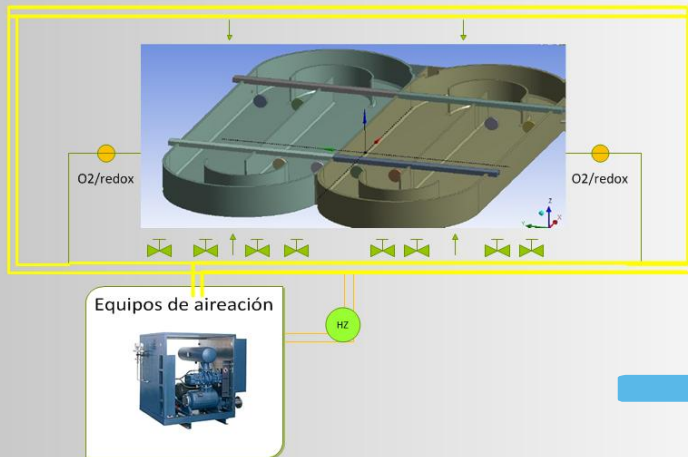 O2/redox
O2/redox
Z
Y
X
Equipos de aireación
HZ